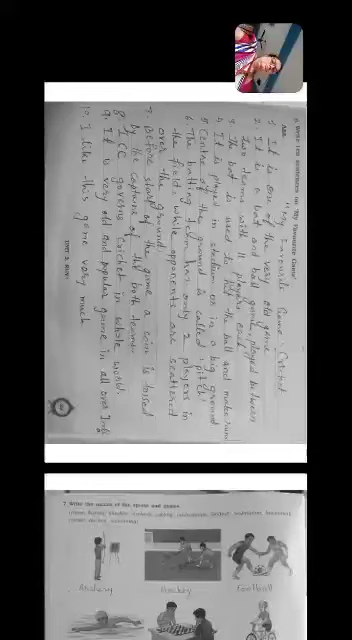 6. Write ten sentences on 'My Favourite Game'.
Ans.
"My Favourite Game : Cricket
1. It is one of the very old game.
2. It is a bat and ball game played between
two teams with 11 players each.
3. The bat is used to hit the ball and make runs
4. It is played in stadium or in a big ground
5. Centre of the ground is called 'pitch'.
6. The batting team has only 2 players in
the field, while opponents are scattered
over the ground.
7. Before start of the game a coin is tossed
by the captains of the both teams.
8. ICC governs cricket in whole world.
9. It is very old and popular game in all over India
10. I like this game very much
7. Write the names of the sports and games.
Archery
Hockey
Football